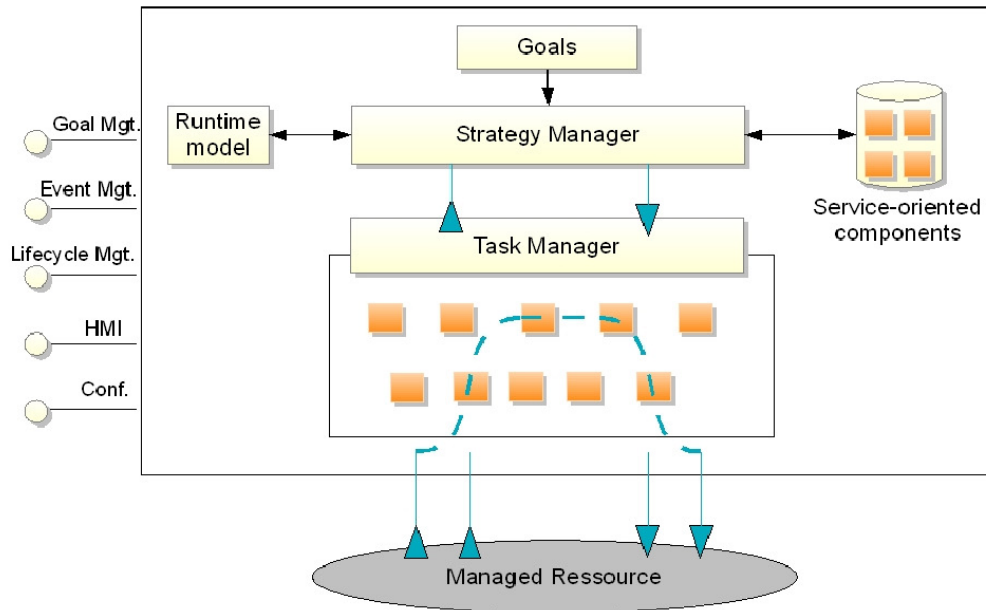 Goals
Goal Mgt.
Runtime
model
Strategy Manager
Event Mgt.
Service-oriented
components
Lifecycle Mgt.
Task Manager
HMI
Conf.
Managed Ressource